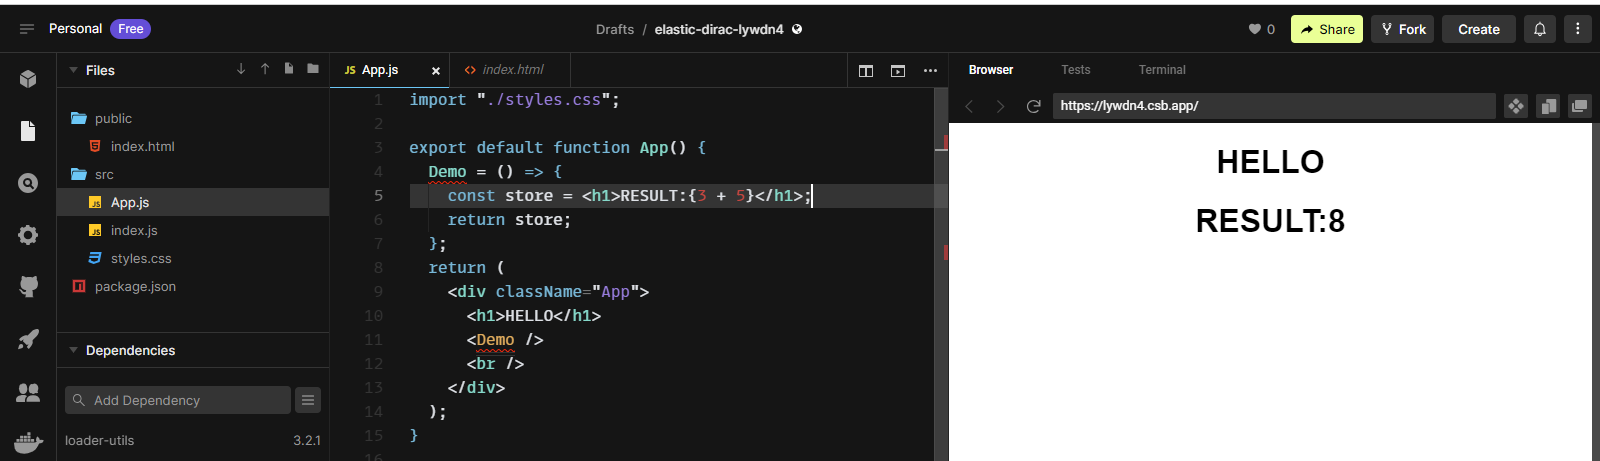 Personal Free
Drafts / elastic-dirac-lywdn4
0 Share Fork Create
Files
public
index.html
src
App.js
index.js
styles.css
package.json
Dependencies
Add Dependency
loader-utils 3.2.1
JS App.js × <> index.html
1 import "./styles.css";
2
3 export default function App() {
4 Demo = () => {
5 const store = <h1>RESULT:{3 + 5}</h1>;
6 return store;
7 };
8 return (
9 <div className="App">
10 <h1>HELLO</h1>
11 <Demo />
12 <br />
13 </div>
14 );
15 }
16
Browser Tests Terminal
https://lywdn4.csb.app/
HELLO
RESULT:8